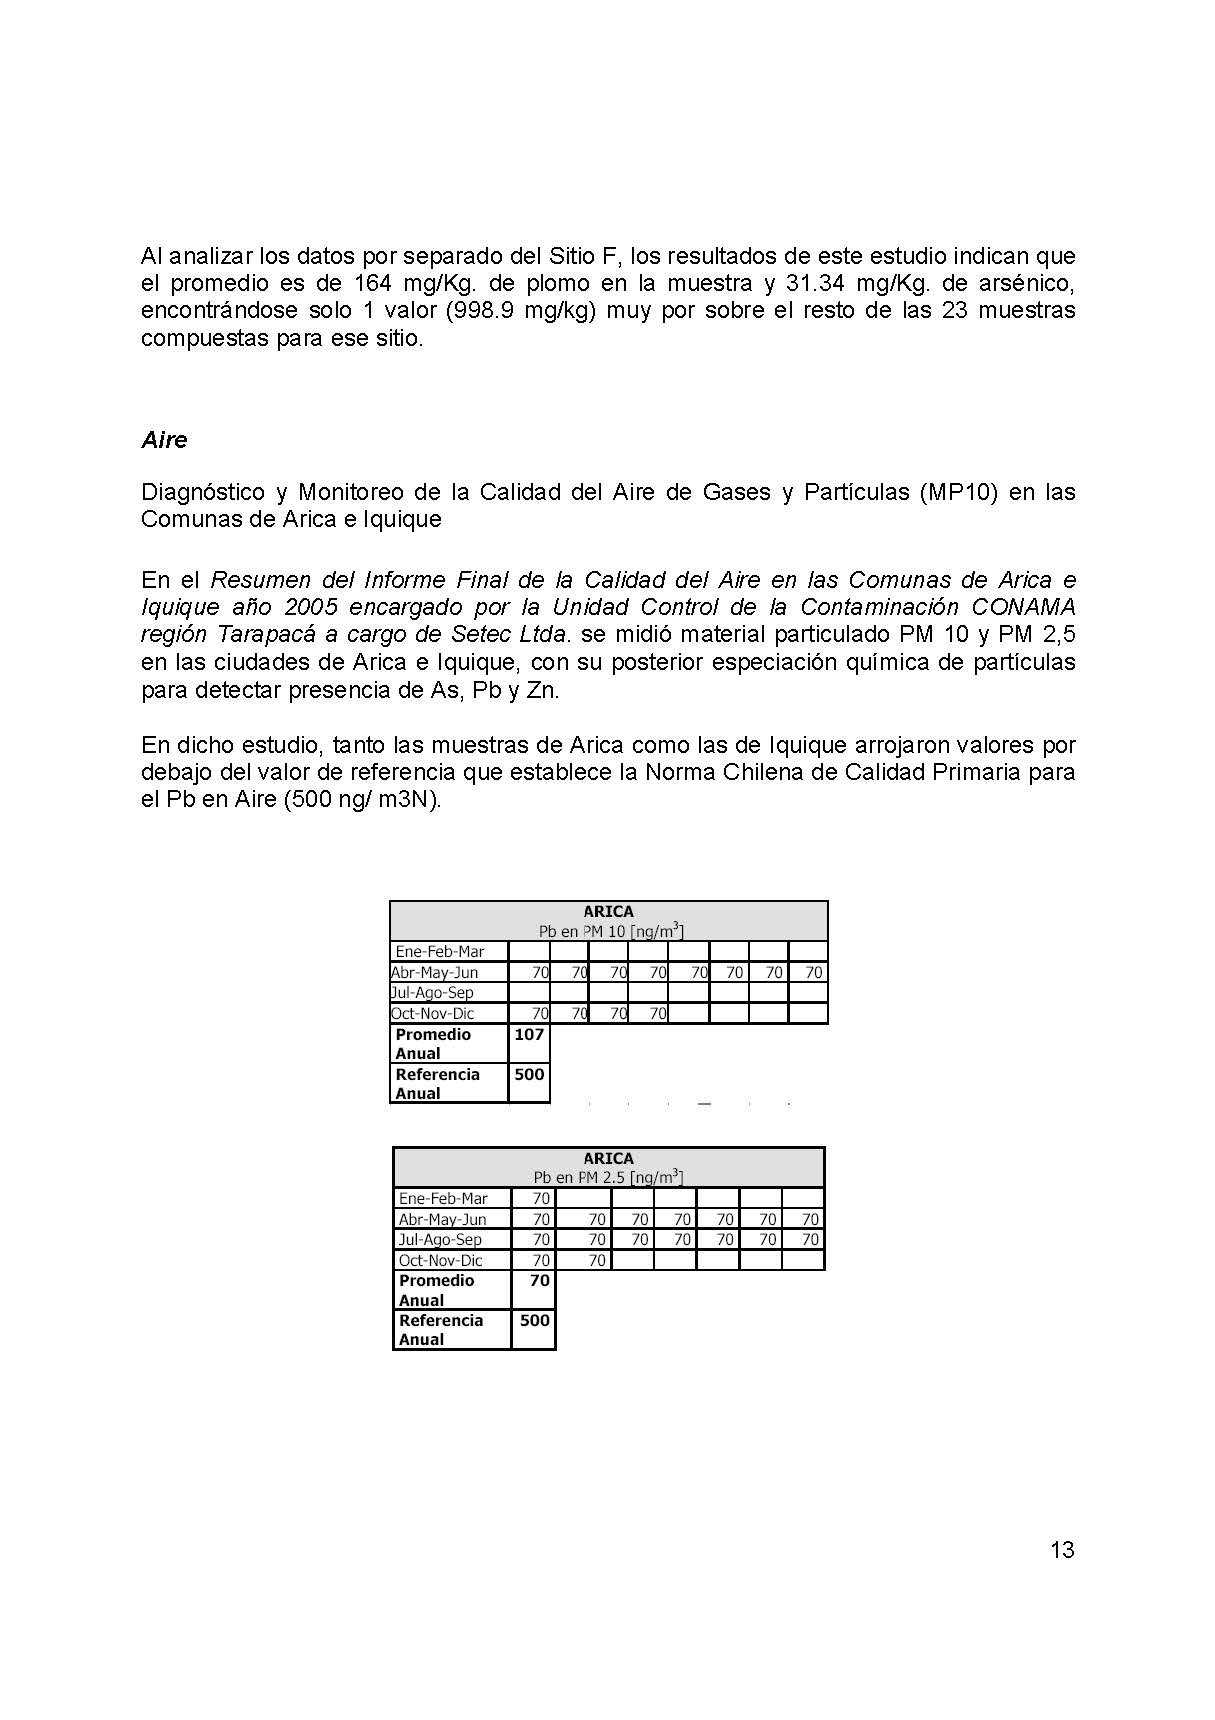 Al analizar los datos por separado del Sitio F, los resultados de este estudio indican que
el promedio es de 164 mg/Kg. de plomo en la muestra y 31.34 mg/Kg. de arsénico,
encontrándose solo 1 valor (998.9 mg/kg) muy por sobre el resto de las 23 muestras
compuestas para ese sitio.
Aire
Diagnóstico y Monitoreo de la Calidad del Aire de Gases y Partículas (MP10) en las
Comunas de Arica e Iquique
En el Resumen del Informe Final de la Calidad del Aire en las Comunas de Arica e
Iquique año 2005 encargado por la Unidad Control de la Contaminación CONAMA
región Tarapacá a cargo de Setec Ltda. se midió material particulado PM 10 y PM 2,5
en las ciudades de Arica e Iquique, con su posterior especiación química de partículas
para detectar presencia de As, Pb y Zn.
En dicho estudio, tanto las muestras de Arica como las de Iquique arrojaron valores por
debajo del valor de referencia que establece la Norma Chilena de Calidad Primaria para
el Pb en Aire (500 ng/ m3N).
ARICA
Pb en PM 10 [ng/m³]
Ene-Feb-Mar
Abr-May-Jun 70 70 70 70 70 70 70 70
Jul-Ago-Sep
Oct-Nov-Dic 70 70 70 70
Promedio 107
Anual
Referencia 500
Anual
ARICA
Pb en PM 2.5 [ng/m³]
Ene-Feb-Mar 70
Abr-May-Jun 70 70 70 70 70 70 70
Jul-Ago-Sep 70 70 70 70 70 70 70
Oct-Nov-Dic 70 70
Promedio 70
Anual
Referencia 500
Anual
13